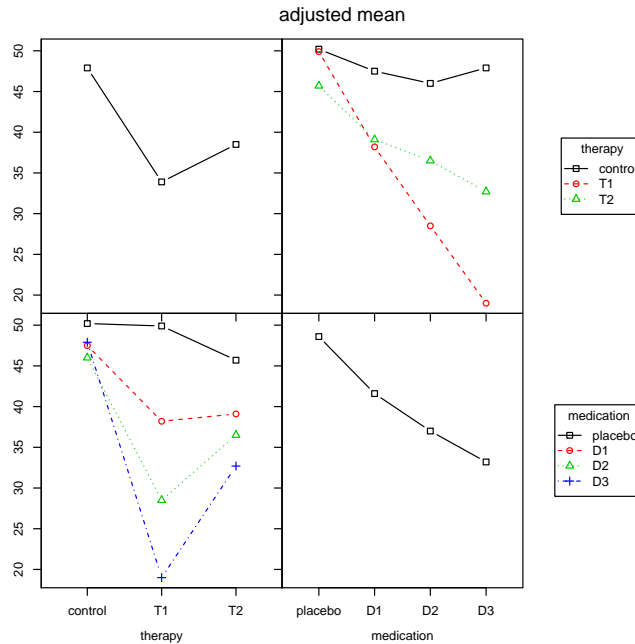 adjusted mean
50
45
40
35
30
25
20
therapy
control
T1
T2
50
45
40
35
30
25
20
medication
placebo
D1
D2
D3
control T1 T2
placebo D1 D2 D3
therapy
medication